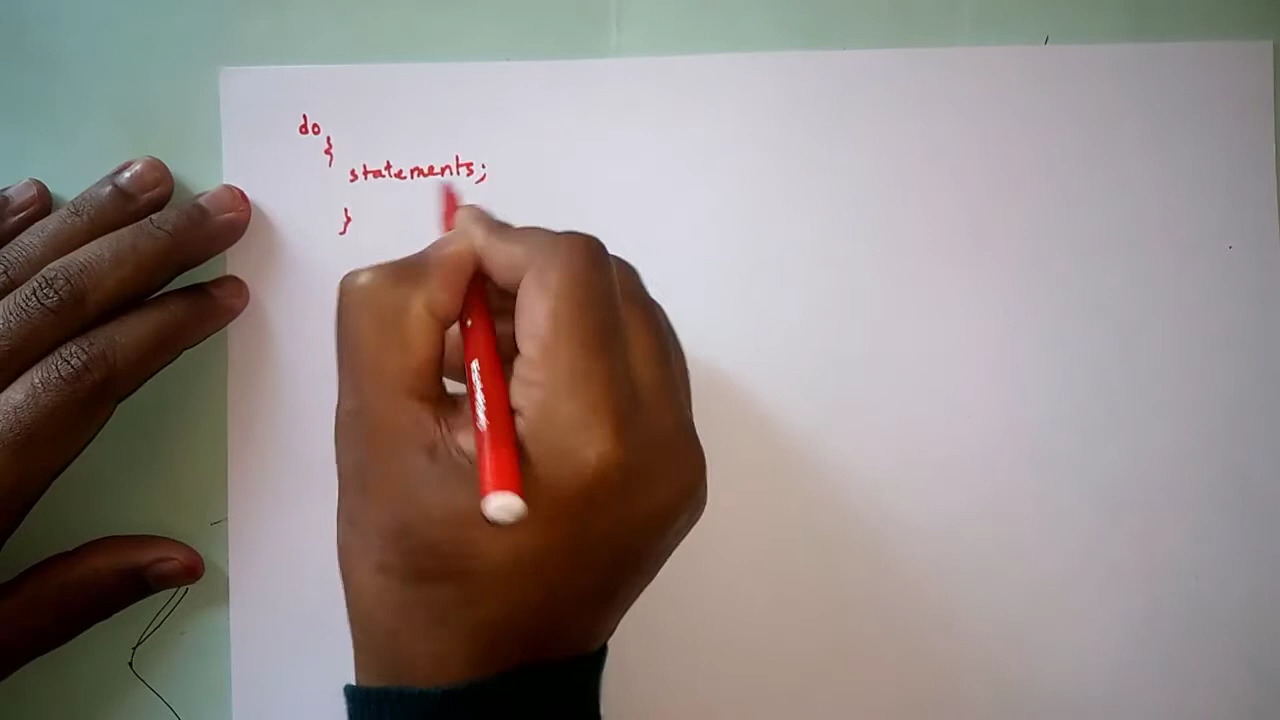 do
{
statements;
}